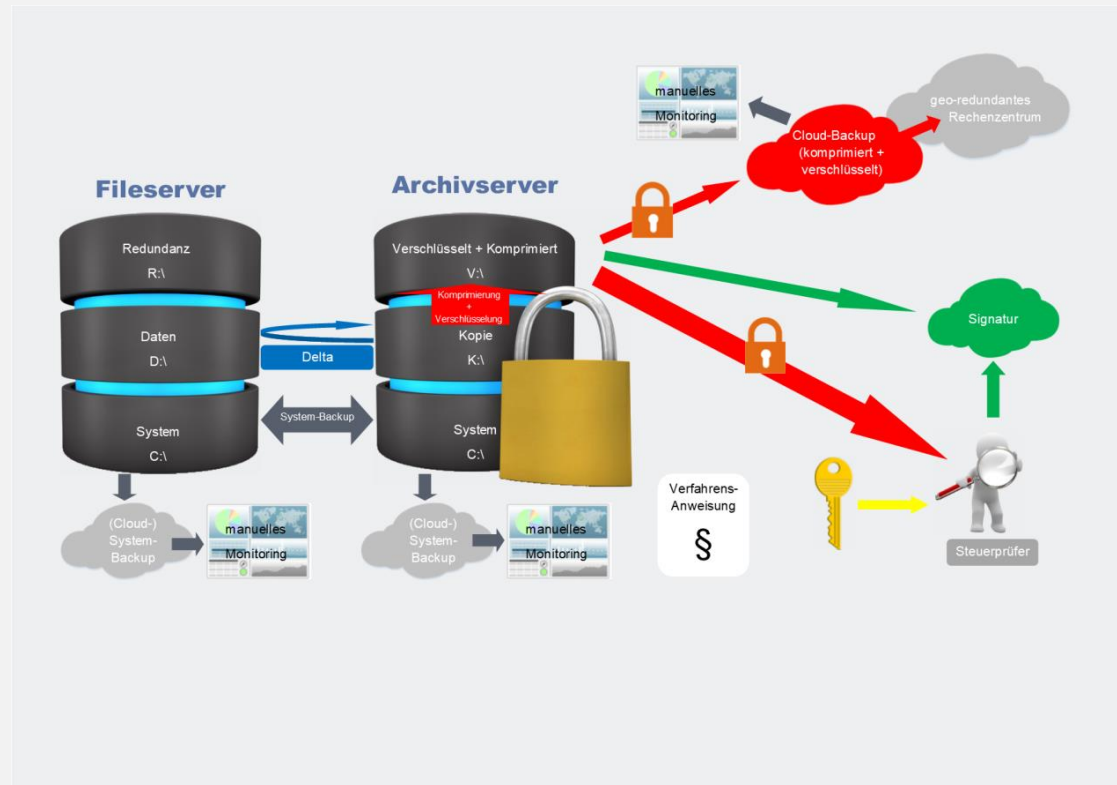 manuelles
Monitoring
geo-redundantes
Rechenzentrum
Cloud-Backup
(komprimiert +
verschlüsselt)
Fileserver
Archivserver
Redundanz
R:\
Verschlüsselt + Komprimiert
V:\
Komprimierung
+
Verschlüsselung
Daten
D:\
Delta
Kopie
K:\
Signatur
System
C:\
System-Backup
System
C:\
(Cloud-)
System-
Backup
manuelles
Monitoring
(Cloud-)
System-
Backup
manuelles
Monitoring
Verfahrens-
Anweisung
§
Steuerprüfer